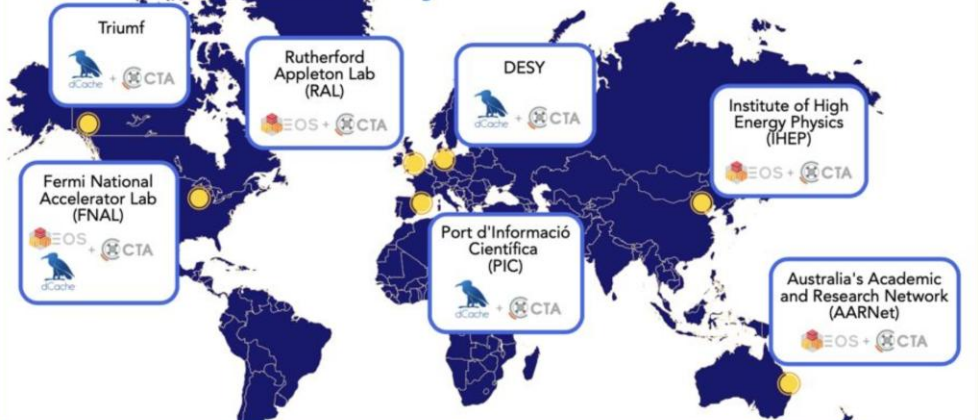 Triumf
dCache + CTA
Rutherford
Appleton Lab
(RAL)
EOS + CTA
DESY
dCache + CTA
Institute of High
Energy Physics
(IHEP)
EOS + CTA
Fermi National
Accelerator Lab
(FNAL)
EOS + CTA
dCache
Port d'Informació
Científica
(PIC)
dCache + CTA
Australia's Academic
and Research Network
(AARNet)
EOS + CTA